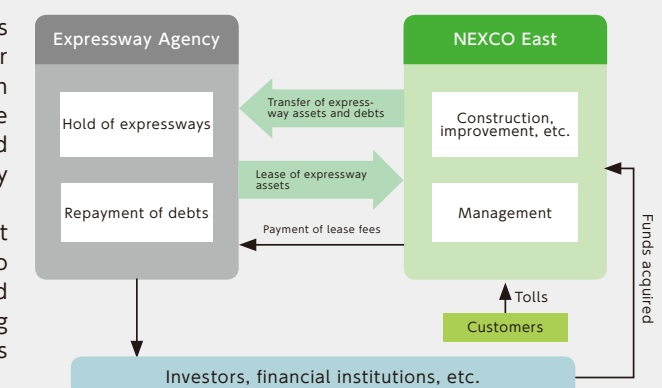 s
r
n
e
d
y
t
o
d
g
s
Expressway Agency
Hold of expressways
Repayment of debts
Transfer of express-
way assets and debts
Lease of expressway
assets
Payment of lease fees
NEXCO East
Construction,
improvement, etc.
Management
Tolls
Customers
Funds acquired
Investors, financial institutions, etc.